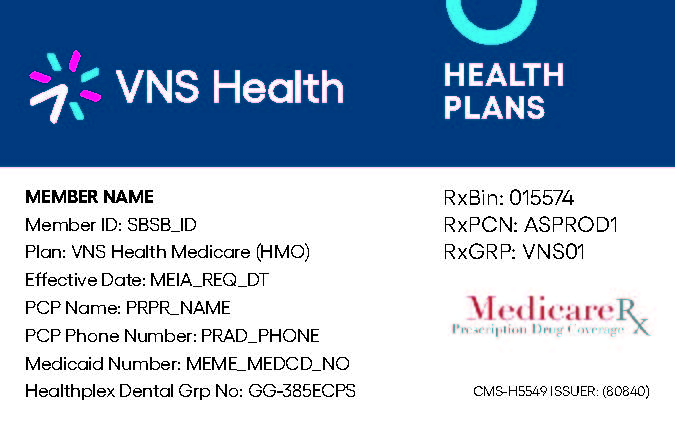 VNS Health
HEALTH
PLANS
MEMBER NAME
Member ID: SBSB_ID
Plan: VNS Health Medicare (HMO)
Effective Date: MEIA_REQ_DT
PCP Name: PRPR_NAME
PCP Phone Number: PRAD_PHONE
Medicaid Number: MEME_MEDCD_NO
Healthplex Dental Grp No: GG-385ECPS
RxBin: 015574
RxPCN: ASPROD1
RxGRP: VNS01
MedicareRx
Prescription Drug Coverage
CMS-H5549 ISSUER: (80840)